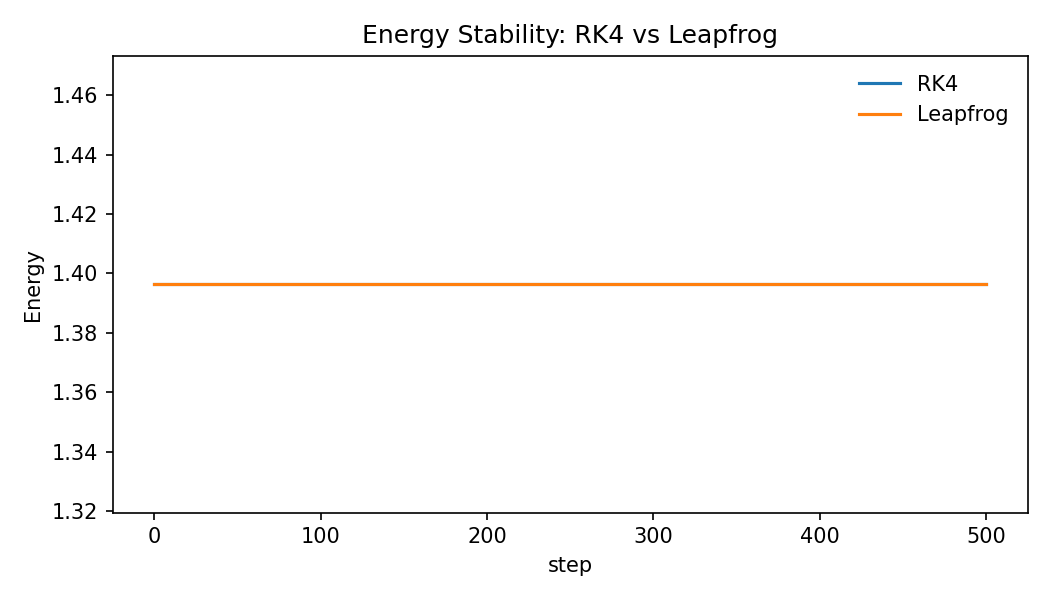 Energy Stability: RK4 vs Leapfrog
RK4
Leapfrog
Energy
1.46
1.44
1.42
1.40
1.38
1.36
1.34
1.32
0 100 200 300 400 500
step